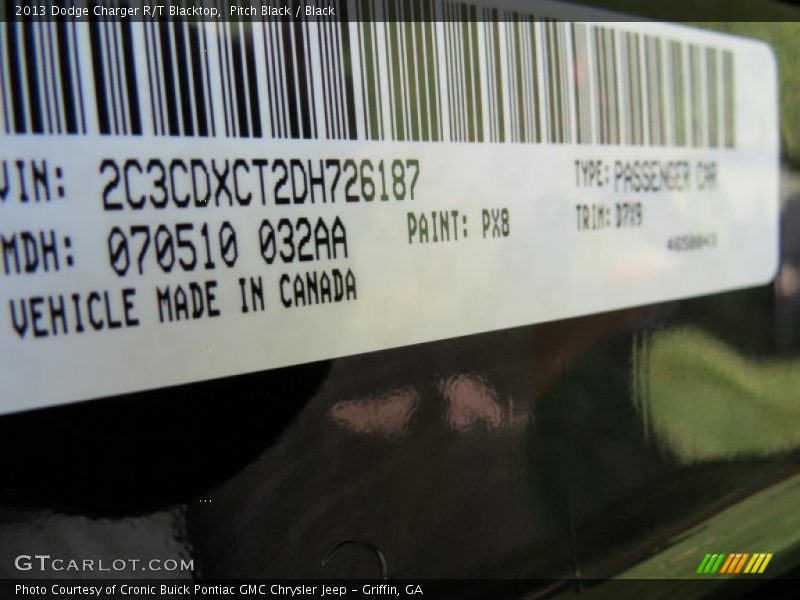 2013 Dodge Charger R/T Blacktop, Pitch Black / Black
VIN: 2C3CDXCT2DH726187
TYPE: PASSENGER CAR
MDH: 070510 032AA
PAINT: PX8
TRIM: D7X9
4650043
VEHICLE MADE IN CANADA
GTCARLOT.COM
Photo Courtesy of Cronic Buick Pontiac GMC Chrysler Jeep - Griffin, GA